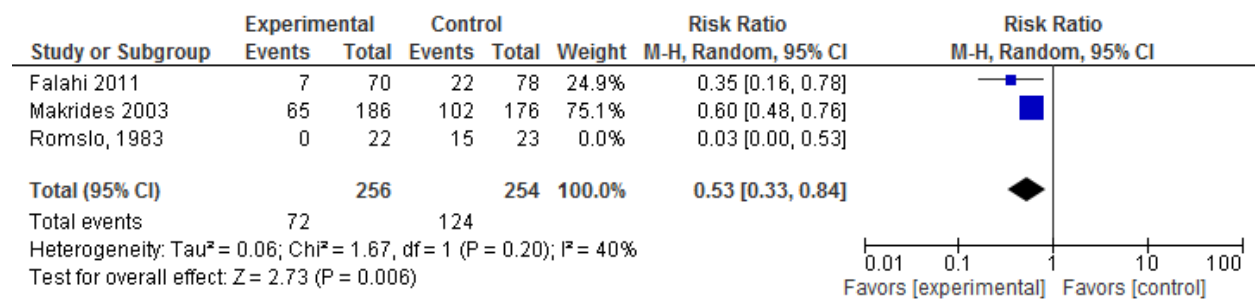 Experimental Control Risk Ratio Risk Ratio
Study or Subgroup Events Total Events Total Weight M-H, Random, 95% CI M-H, Random, 95% CI
Falahi 2011 7 70 22 78 24.9% 0.35 [0.16, 0.78]
Makrides 2003 65 186 102 176 75.1% 0.60 [0.48, 0.76]
Romslo, 1983 0 22 15 23 0.0% 0.03 [0.00, 0.53]
Total (95% CI) 256 254 100.0% 0.53 [0.33, 0.84]
Total events 72 124
Heterogeneity: Tau² = 0.06; Chi² = 1.67, df = 1 (P = 0.20); I² = 40%
Test for overall effect: Z = 2.73 (P = 0.006)
0.01 0.1 1 10 100
Favors [experimental] Favors [control]